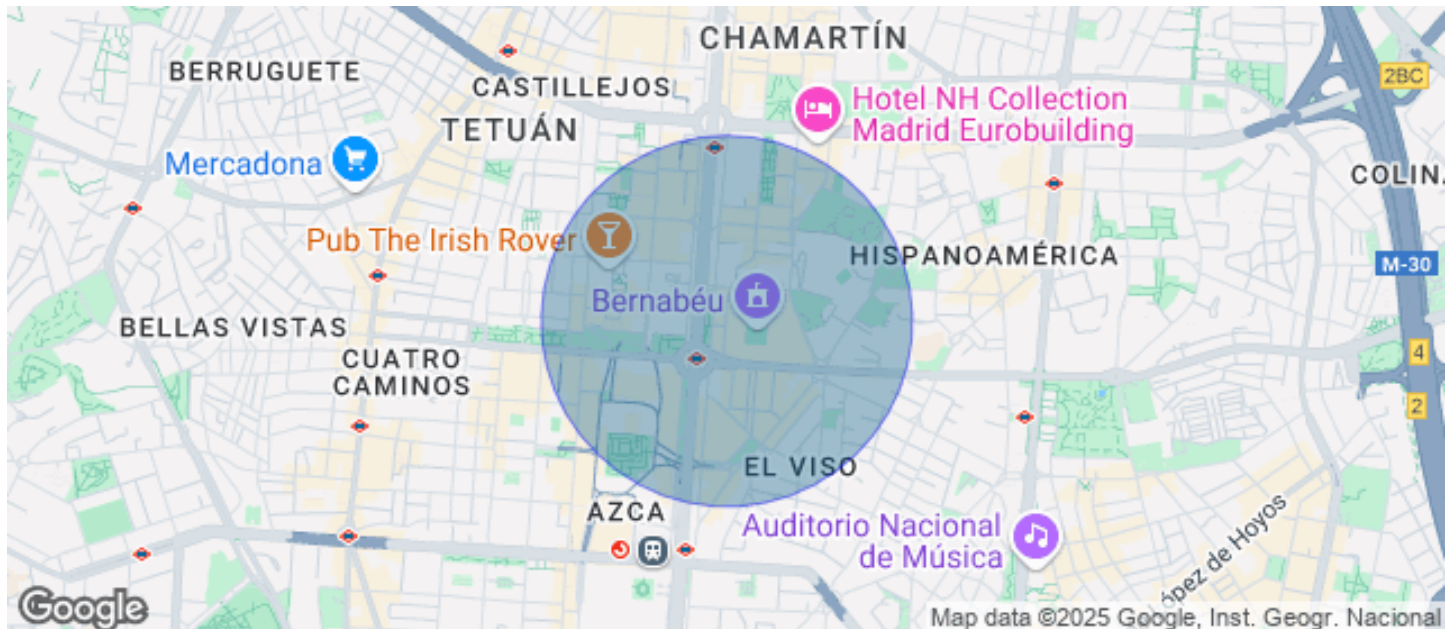 CHAMARTÍN
BERRUGUETE
CASTILLEJOS
2BC
Hotel NH Collection
Madrid Eurobuilding
TETUÁN
Mercadona
COLIN
Pub The Irish Rover
HISPANOAMÉRICA
M-30
Bernabéu
BELLAS VISTAS
CUATRO
CAMINOS
4
2
EL VISO
AZCA
Auditorio Nacional
de Música
ópez de Hoyos
Google
Map data ©2025 Google, Inst. Geogr. Nacional